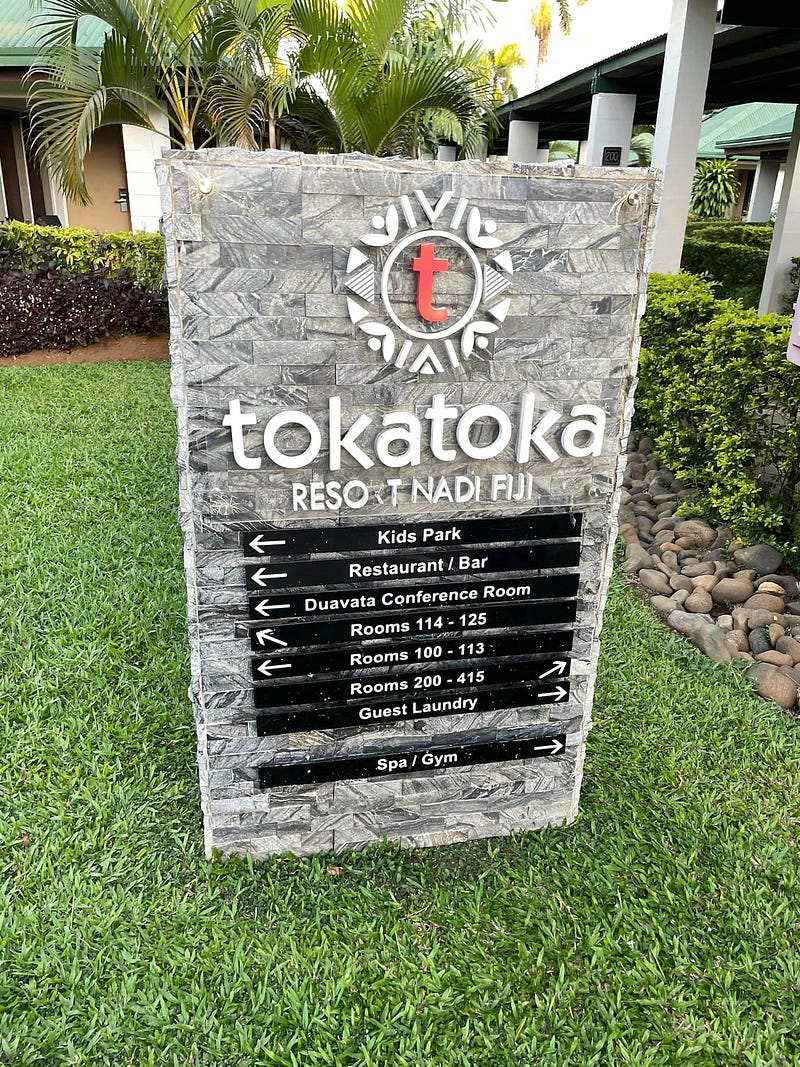 t
tokatoka
RESO T NADI FIJI
← Kids Park
← Restaurant / Bar
← Duavata Conference Room
↖ Rooms 114 - 125
← Rooms 100 - 113
Rooms 200 - 415 ↗
Guest Laundry →
Spa / Gym →
200